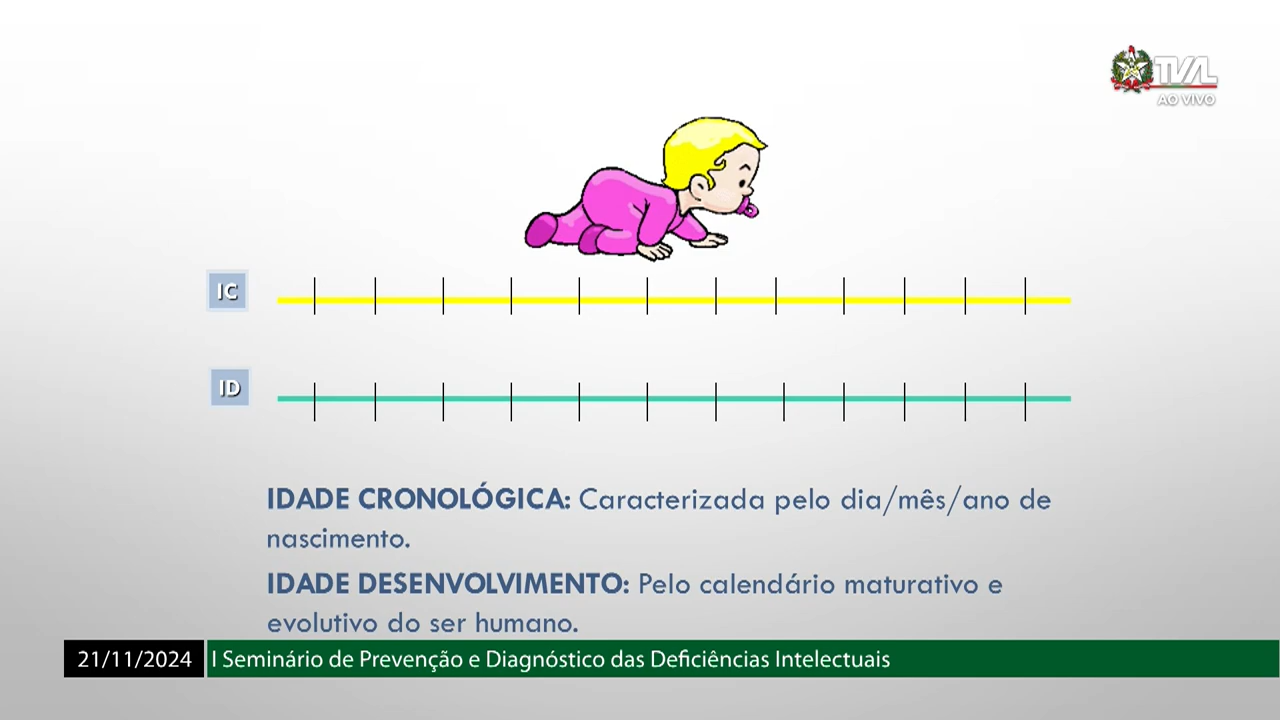 TVAL
AO VIVO
IC
ID
IDADE CRONOLÓGICA: Caracterizada pelo dia/mês/ano de
nascimento.
IDADE DESENVOLVIMENTO: Pelo calendário maturativo e
evolutivo do ser humano.
21/11/2024 I Seminário de Prevenção e Diagnóstico das Deficiências Intelectuais